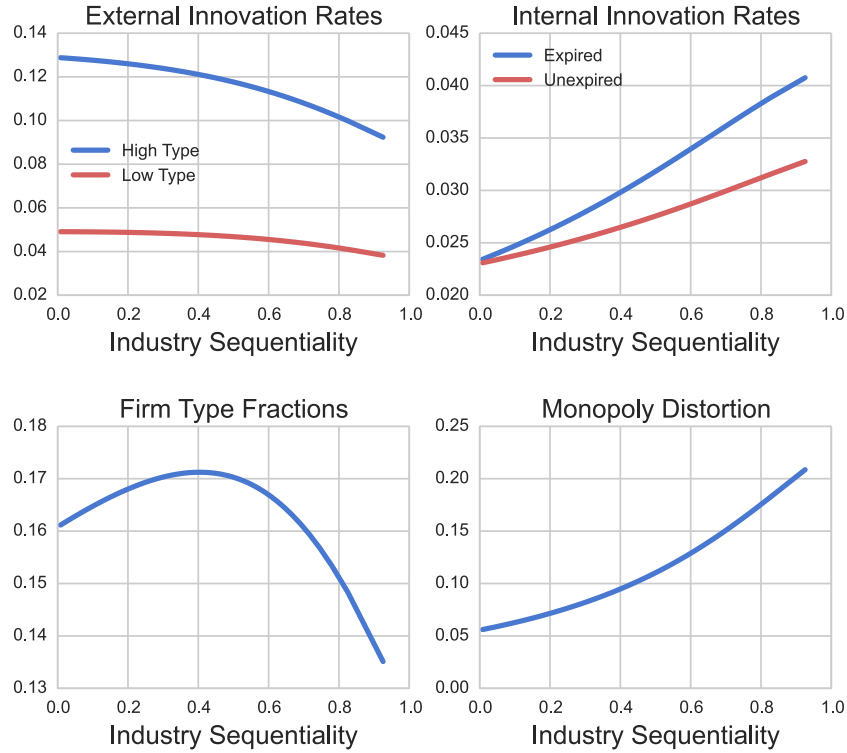 External Innovation Rates
0.14
0.12
0.10
0.08
0.06
0.04
0.02
High Type
Low Type
0.0 0.2 0.4 0.6 0.8 1.0
Industry Sequentiality
Internal Innovation Rates
0.045
0.040
0.035
0.030
0.025
0.020
Expired
Unexpired
0.0 0.2 0.4 0.6 0.8 1.0
Industry Sequentiality
Firm Type Fractions
0.18
0.17
0.16
0.15
0.14
0.13
0.0 0.2 0.4 0.6 0.8 1.0
Industry Sequentiality
Monopoly Distortion
0.25
0.20
0.15
0.10
0.05
0.00
0.0 0.2 0.4 0.6 0.8 1.0
Industry Sequentiality